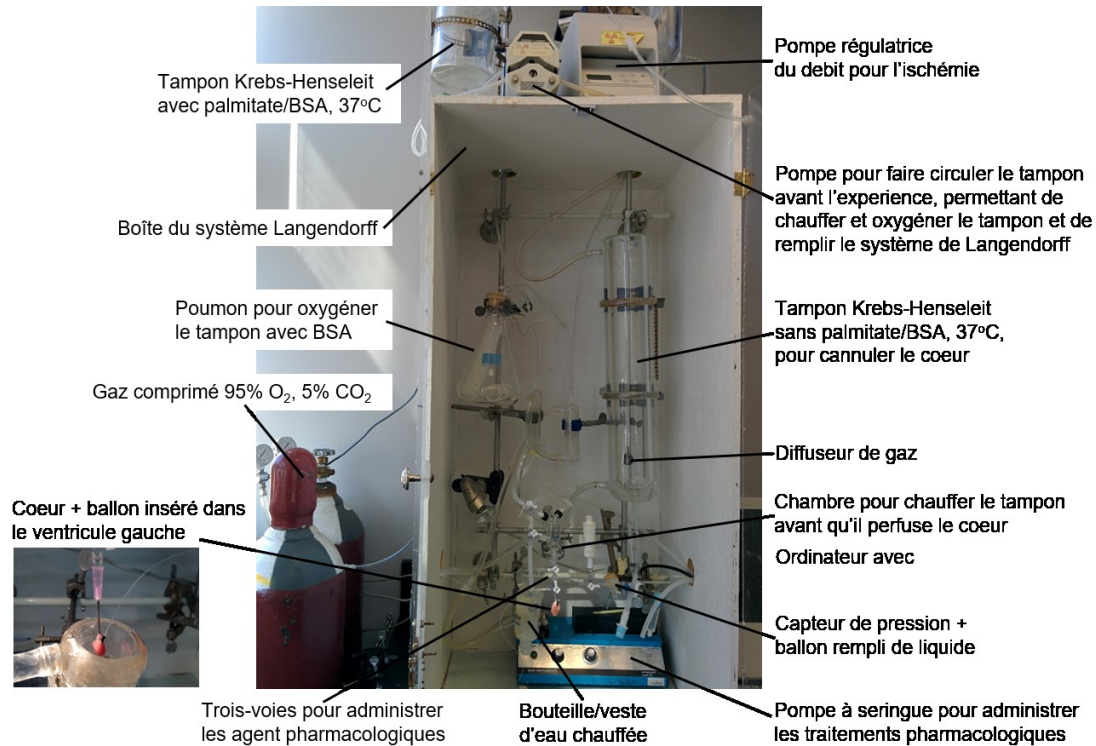 Tampon Krebs-Henseleit
avec palmitate/BSA, 37°C
Boîte du système Langendorff
Poumon pour oxygéner
le tampon avec BSA
Gaz comprimé 95% O₂, 5% CO₂
Coeur + ballon inséré dans
le ventricule gauche
Trois-voies pour administrer
les agent pharmacologiques
Bouteille/veste
d'eau chauffée
Pompe régulatrice
du debit pour l'ischémie
Pompe pour faire circuler le tampon
avant l'experience, permettant de
chauffer et oxygéner le tampon et de
remplir le système de Langendorff
Tampon Krebs-Henseleit
sans palmitate/BSA, 37°C,
pour cannuler le coeur
Diffuseur de gaz
Chambre pour chauffer le tampon
avant qu'il perfuse le coeur
Ordinateur avec
Capteur de pression +
ballon rempli de liquide
Pompe à seringue pour administrer
les traitements pharmacologiques